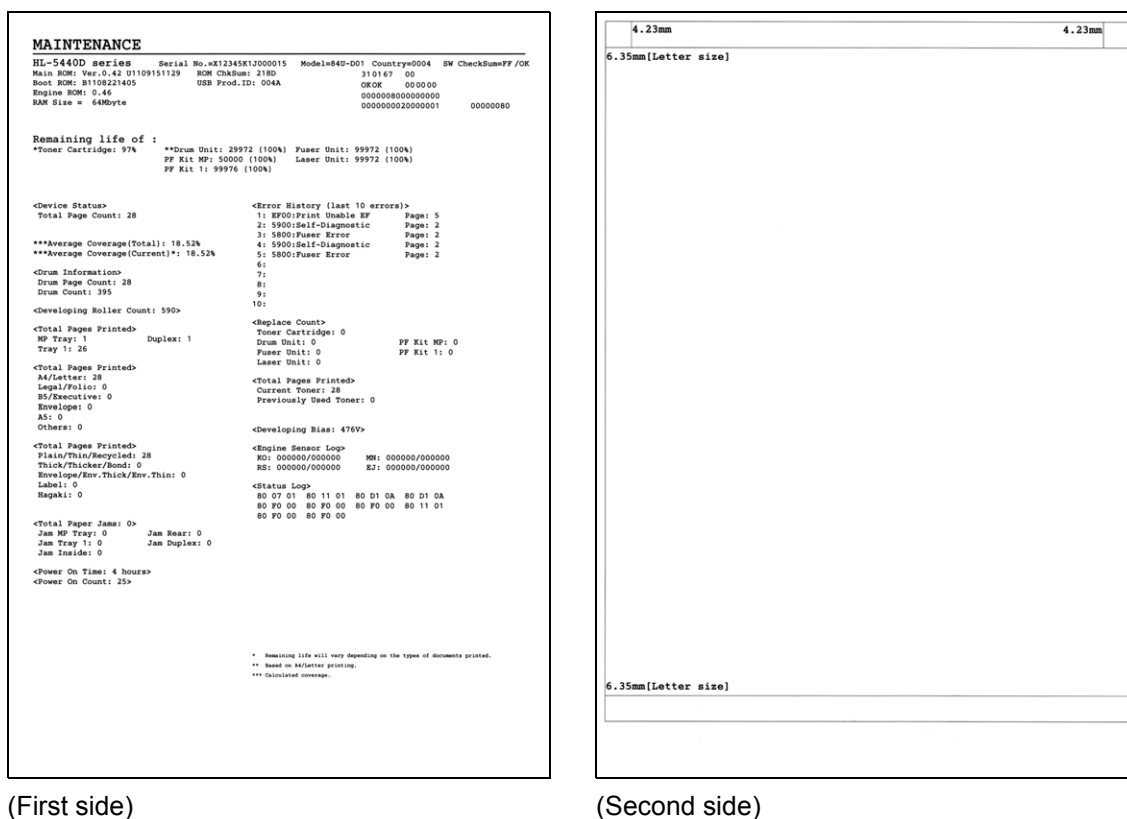 MAINTENANCE
HL-5440D series Serial No.=X12345K1J000015 Model=84U-D01 Country=0004 SW CheckSum=FF /OK
Main ROM: Ver.0.42 U1109151129 ROM ChkSum: 218D 310167 00
Boot ROM: B1108221405 USB Prod.ID: 004A OKOK 000000
Engine ROM: 0.46 0000008000000000
RAM Size = 64Mbyte 0000000020000001 00000080
Remaining life of :
*Toner Cartridge: 97% **Drum Unit: 29972 (100%) Fuser Unit: 99972 (100%)
PF Kit MP: 50000 (100%) Laser Unit: 99972 (100%)
PF Kit 1: 99976 (100%)
<Device Status>
Total Page Count: 28
***Average Coverage(Total): 18.52%
***Average Coverage(Current)*: 18.52%
<Drum Information>
Drum Page Count: 28
Drum Count: 395
<Developing Roller Count: 590>
<Total Pages Printed>
MP Tray: 1 Duplex: 1
Tray 1: 26
<Total Pages Printed>
A4/Letter: 28
Legal/Folio: 0
B5/Executive: 0
Envelope: 0
A5: 0
Others: 0
<Total Pages Printed>
Plain/Thin/Recycled: 28
Thick/Thicker/Bond: 0
Envelope/Env.Thick/Env.Thin: 0
Label: 0
Hagaki: 0
<Total Paper Jams: 0>
Jam MP Tray: 0 Jam Rear: 0
Jam Tray 1: 0 Jam Duplex: 0
Jam Inside: 0
<Power On Time: 4 hours>
<Power On Count: 25>
<Error History (last 10 errors)>
1: EF00:Print Unable EF Page: 5
2: 5900:Self-Diagnostic Page: 2
3: 5800:Fuser Error Page: 2
4: 5900:Self-Diagnostic Page: 2
5: 5800:Fuser Error Page: 2
6:
7:
8:
9:
10:
<Replace Count>
Toner Cartridge: 0
Drum Unit: 0 PF Kit MP: 0
Fuser Unit: 0 PF Kit 1: 0
Laser Unit: 0
<Total Pages Printed>
Current Toner: 28
Previously Used Toner: 0
<Developing Bias: 476V>
<Engine Sensor Log>
KO: 000000/000000 MN: 000000/000000
RS: 000000/000000 EJ: 000000/000000
<Status Log>
80 07 01 80 11 01 80 D1 0A 80 D1 0A
80 F0 00 80 F0 00 80 F0 00 80 11 01
80 F0 00 80 F0 00
* Remaining life will vary depending on the types of documents printed.
** Based on A4/Letter printing.
*** Calculated coverage.
(First side)
4.23mm 4.23mm
6.35mm[Letter size]
6.35mm[Letter size]
(Second side)